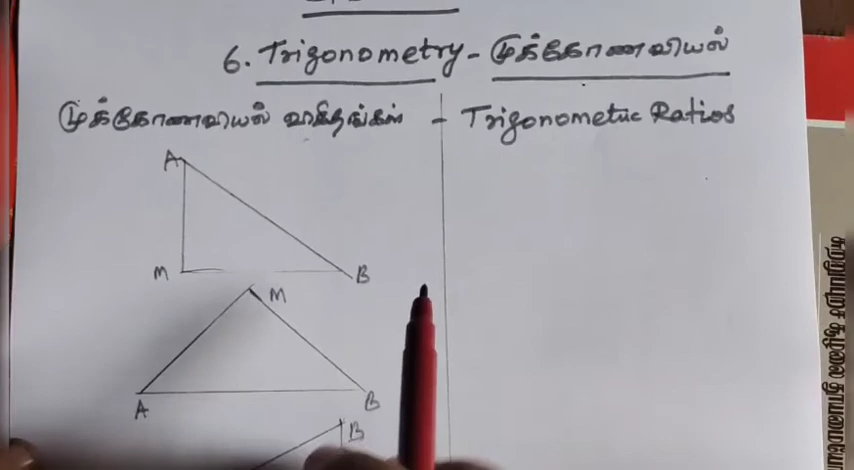 6. Trigonometry - முக்கோணவியல்
முக்கோணவியல் விகிதங்கள் - Trigonometric Ratios
A
M B
M
A B
B